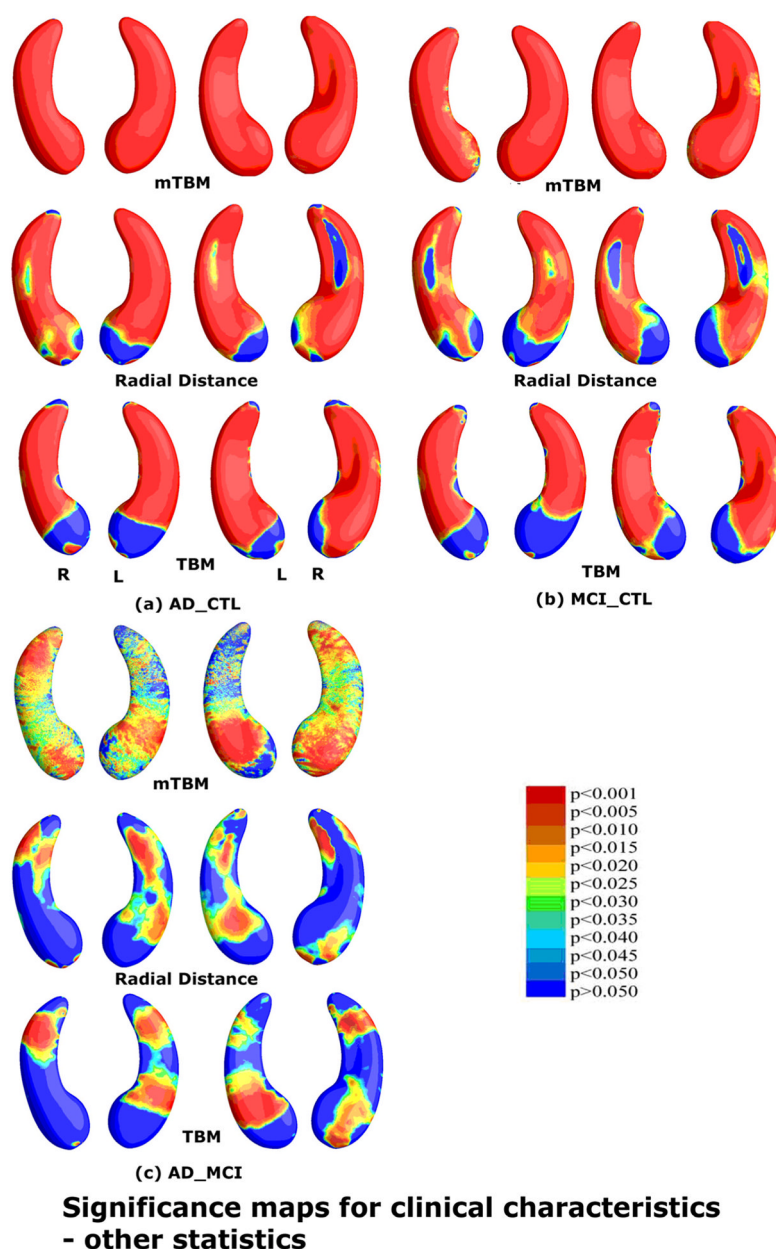 mTBM
mTBM
Radial Distance
Radial Distance
TBM
TBM
R L L R
(a) AD_CTL
(b) MCI_CTL
mTBM
Radial Distance
TBM
(c) AD_MCI
p<0.001
p<0.005
p<0.010
p<0.015
p<0.020
p<0.025
p<0.030
p<0.035
p<0.040
p<0.045
p<0.050
p>0.050
Significance maps for clinical characteristics
- other statistics